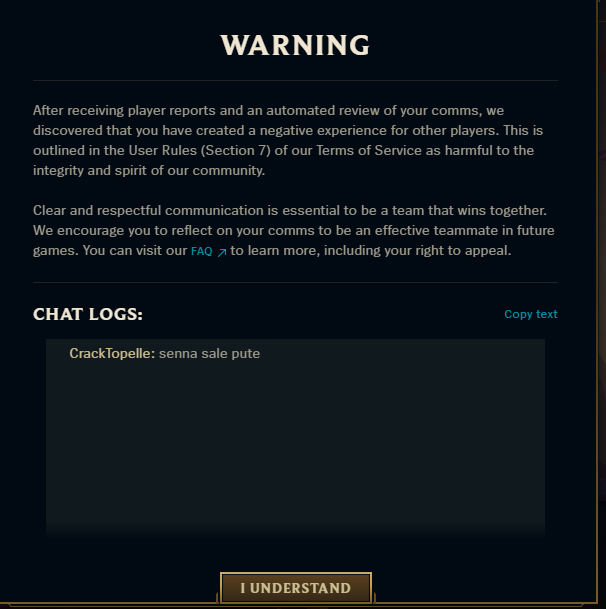 WARNING
After receiving player reports and an automated review of your comms, we
discovered that you have created a negative experience for other players. This is
outlined in the User Rules (Section 7) of our Terms of Service as harmful to the
integrity and spirit of our community.
Clear and respectful communication is essential to be a team that wins together.
We encourage you to reflect on your comms to be an effective teammate in future
games. You can visit our FAQ ↗ to learn more, including your right to appeal.
CHAT LOGS:
Copy text
CrackTopelle: senna sale pute
I UNDERSTAND